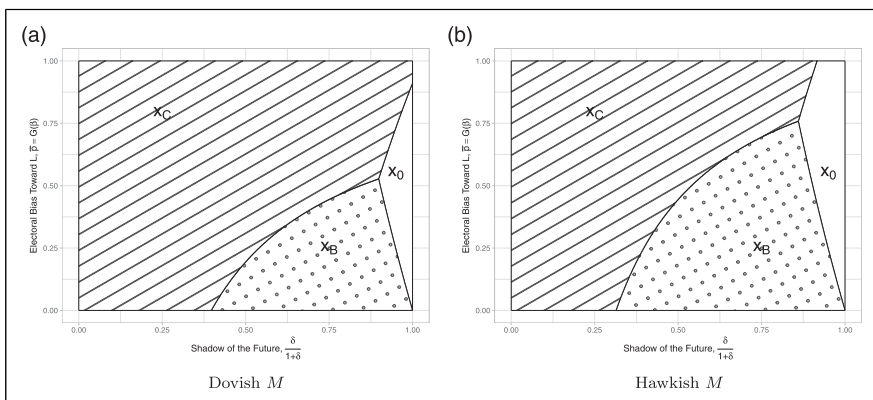 (a)
1.00
0.75
0.50
0.25
0.00
Electoral Bias Toward L, p̅ = G(β)
x_C
x_0
x_B
0.00 0.25 0.50 0.75 1.00
Shadow of the Future, δ/(1+δ)
Dovish M
(b)
1.00
0.75
0.50
0.25
0.00
Electoral Bias Toward L, p̅ = G(β)
x_C
x_0
x_B
0.00 0.25 0.50 0.75 1.00
Shadow of the Future, δ/(1+δ)
Hawkish M